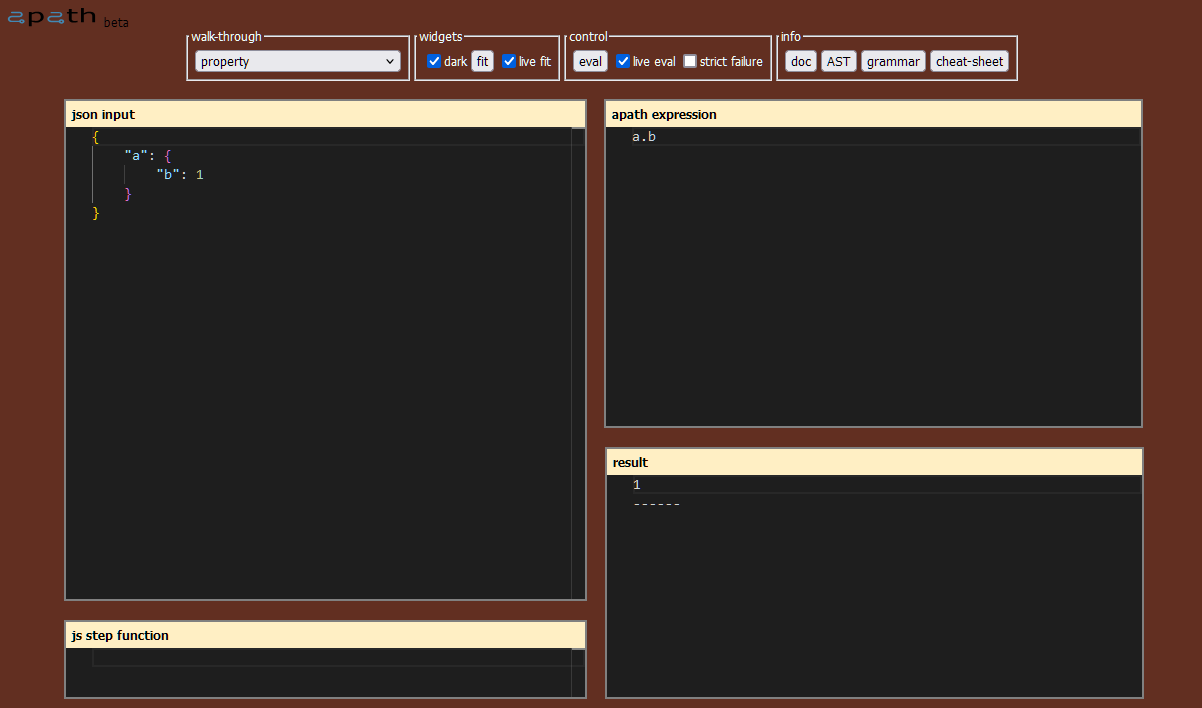 apath beta
walk-through widgets control info
property dark fit live fit eval live eval strict failure doc AST grammar cheat-sheet
json input
{
"a": {
"b": 1
}
}
apath expression
a.b
result
1
------
js step function